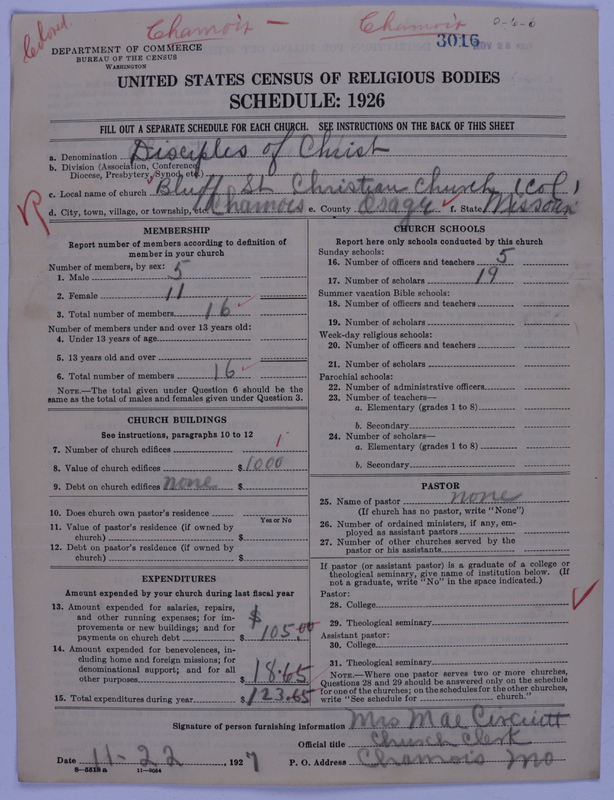 Colored. Chamois — Chamois 0-6-0
3016 NOV 28
DEPARTMENT OF COMMERCE
BUREAU OF THE CENSUS
WASHINGTON
UNITED STATES CENSUS OF RELIGIOUS BODIES
SCHEDULE: 1926
FILL OUT A SEPARATE SCHEDULE FOR EACH CHURCH. SEE INSTRUCTIONS ON THE BACK OF THIS SHEET
a. Denomination Disciples of Christ
b. Division (Association, Conference, Diocese, Presbytery, Synod, etc.)
c. Local name of church Bluff St Christian Church (Col)
d. City, town, village, or township, etc. Chamois e. County Osage f. State Missouri
R
MEMBERSHIP
Report number of members according to definition of member in your church
Number of members, by sex:
1. Male 5
2. Female 11
3. Total number of members 16
Number of members under and over 13 years old:
4. Under 13 years of age
5. 13 years old and over
6. Total number of members 16
NOTE.—The total given under Question 6 should be the same as the total of males and females given under Question 3.
CHURCH BUILDINGS
See instructions, paragraphs 10 to 12
7. Number of church edifices 1
8. Value of church edifices $1000
9. Debt on church edifices none $
10. Does church own pastor's residence
Yes or No
11. Value of pastor's residence (if owned by church) $
12. Debt on pastor's residence (if owned by church) $
EXPENDITURES
Amount expended by your church during last fiscal year
13. Amount expended for salaries, repairs, and other running expenses; for improvements or new buildings; and for payments on church debt $ 105.00
14. Amount expended for benevolences, including home and foreign missions; for denominational support; and for all other purposes $18.65
15. Total expenditures during year $123.65
CHURCH SCHOOLS
Report here only schools conducted by this church
Sunday schools:
16. Number of officers and teachers 5
17. Number of scholars 19
Summer vacation Bible schools:
18. Number of officers and teachers
19. Number of scholars
Week-day religious schools:
20. Number of officers and teachers
21. Number of scholars
Parochial schools:
22. Number of administrative officers
23. Number of teachers—
a. Elementary (grades 1 to 8)
b. Secondary
24. Number of scholars—
a. Elementary (grades 1 to 8)
b. Secondary
PASTOR
25. Name of pastor none
(If church has no pastor, write "None")
26. Number of ordained ministers, if any, employed as assistant pastors
27. Number of other churches served by the pastor or his assistants
If pastor (or assistant pastor) is a graduate of a college or theological seminary, give name of institution below. (If not a graduate, write "No" in the space indicated.)
Pastor:
28. College
29. Theological seminary
Assistant pastor:
30. College
31. Theological seminary
NOTE.—Where one pastor serves two or more churches, Questions 28 and 29 should be answered only on the schedule for one of the churches; on the schedules for the other churches, write "See schedule for church."
Signature of person furnishing information Mrs Mae
Official title Church Clerk
Date 11-22, 1927 P. O. Address Chamois Mo